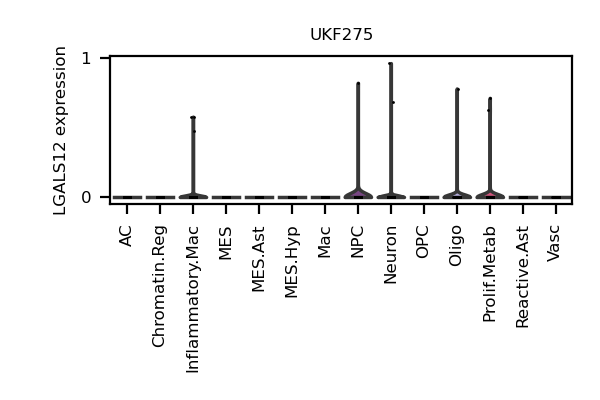 UKF275
LGALS12 expression
1
0
AC
Chromatin.Reg
Inflammatory.Mac
MES
MES.Ast
MES.Hyp
Mac
NPC
Neuron
OPC
Oligo
Prolif.Metab
Reactive.Ast
Vasc